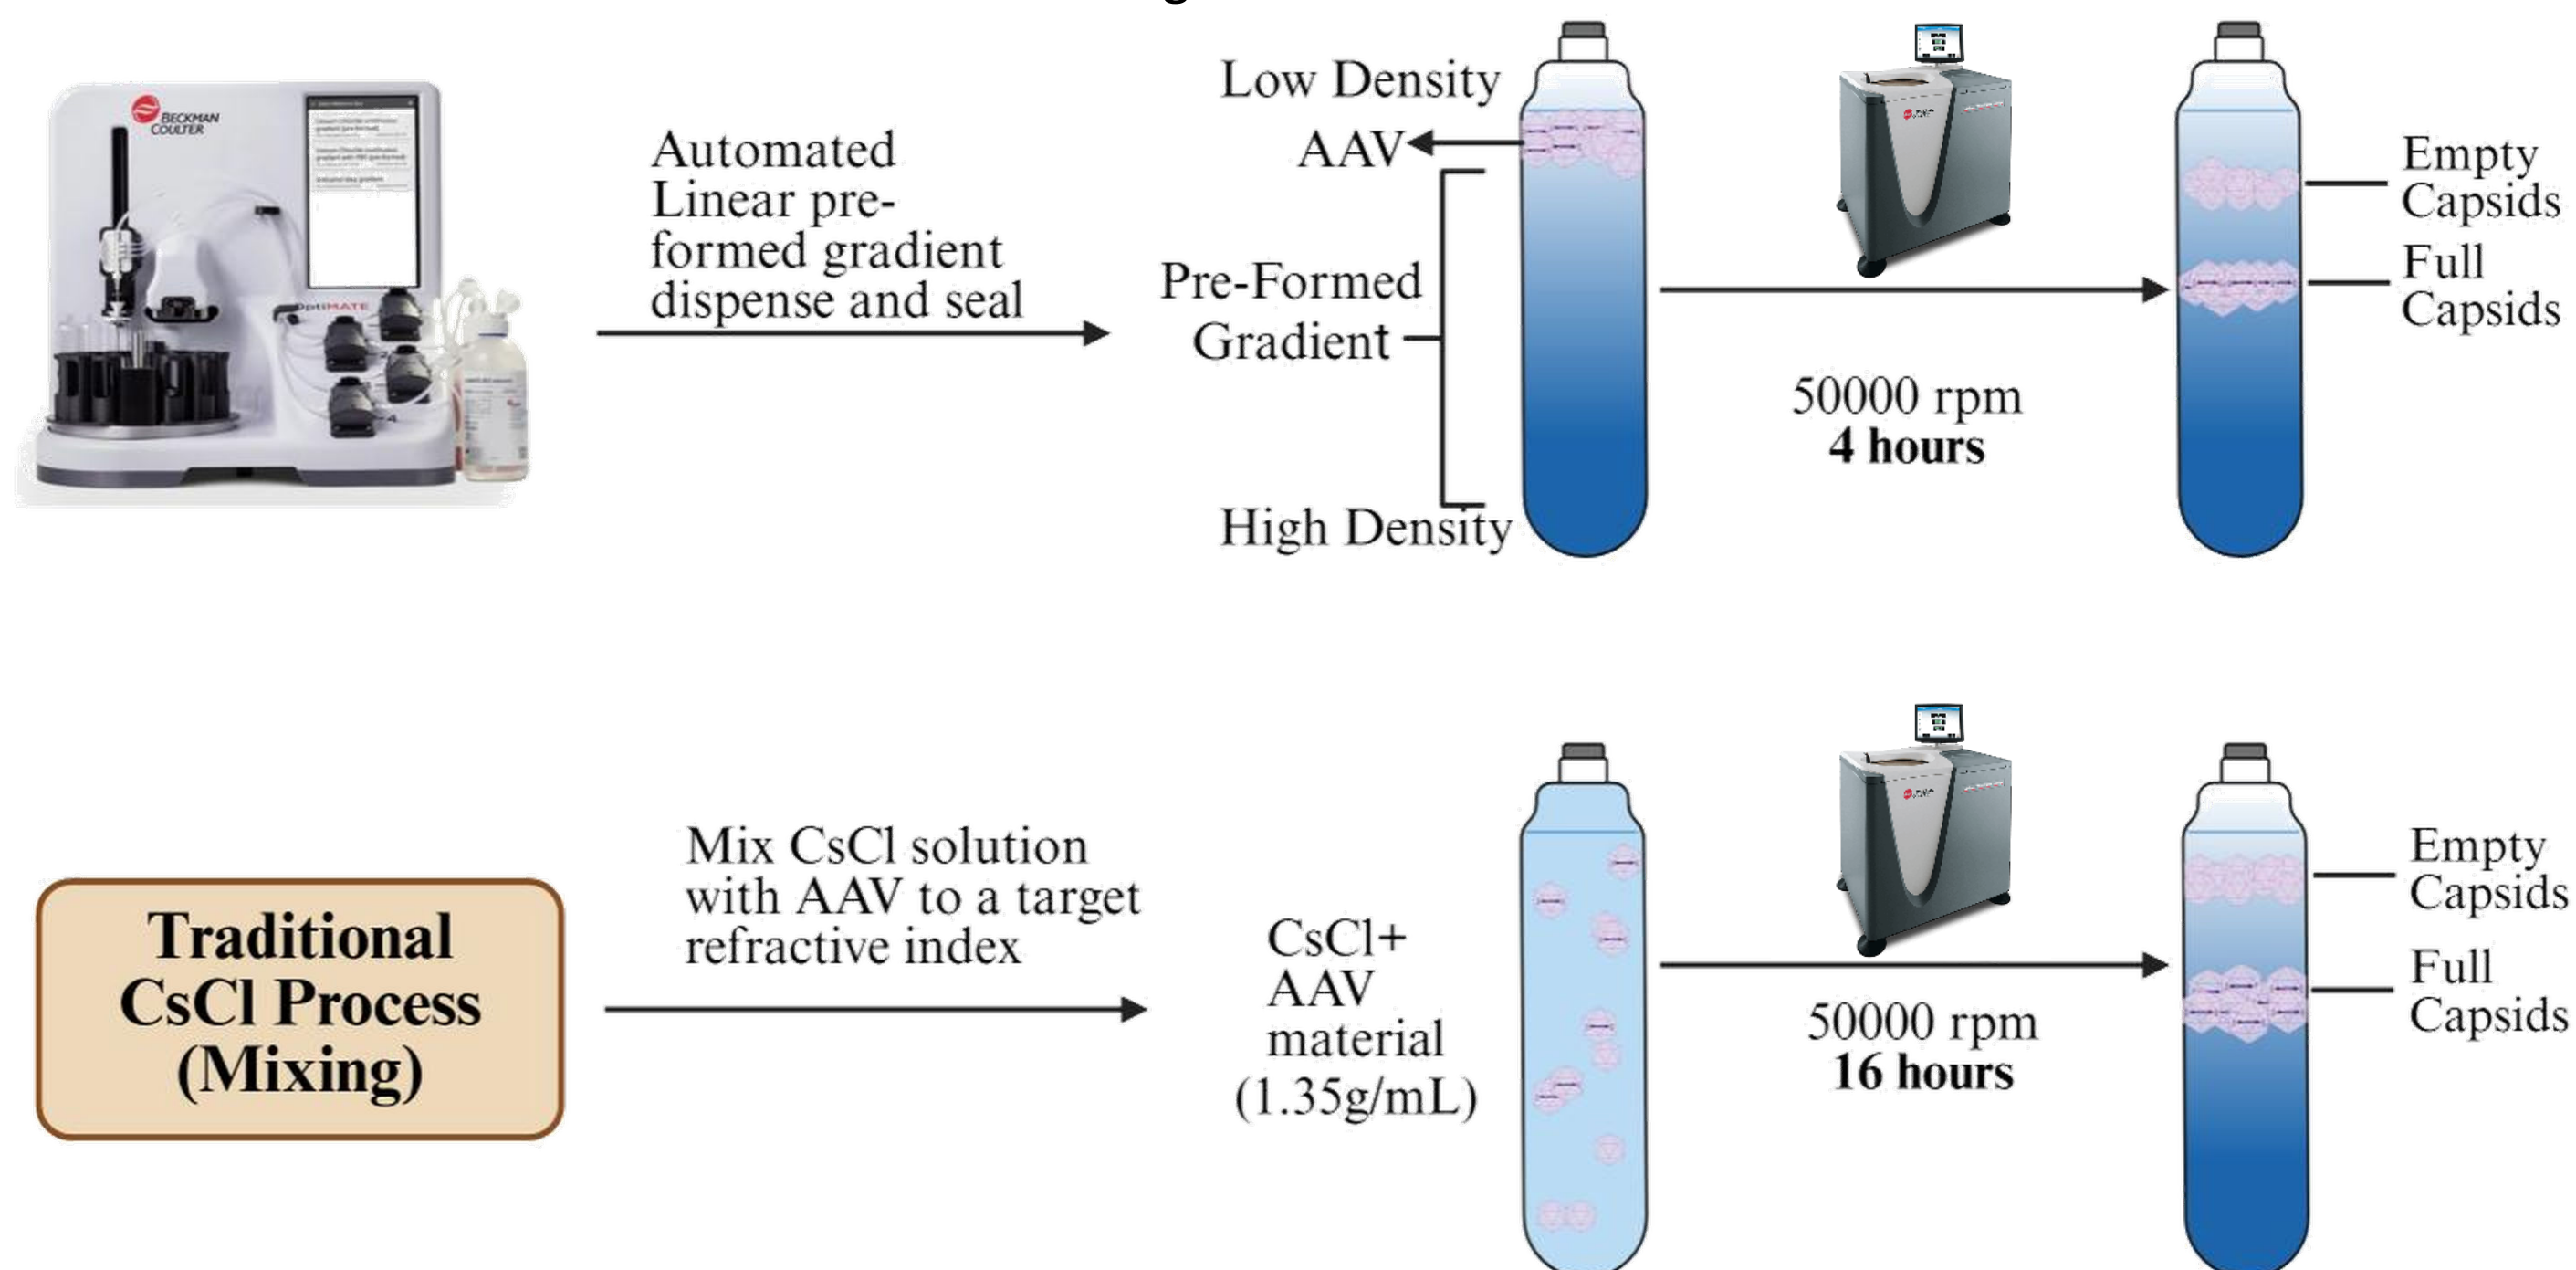 BECKMAN
COULTER
OptiMATE
Automated
Linear pre-
formed gradient
dispense and seal
Low Density
AAV
Pre-Formed
Gradient
High Density
50000 rpm
4 hours
Empty
Capsids
Full
Capsids
Traditional
CsCl Process
(Mixing)
Mix CsCl solution
with AAV to a target
refractive index
CsCl+
AAV
material
(1.35g/mL)
50000 rpm
16 hours
Empty
Capsids
Full
Capsids